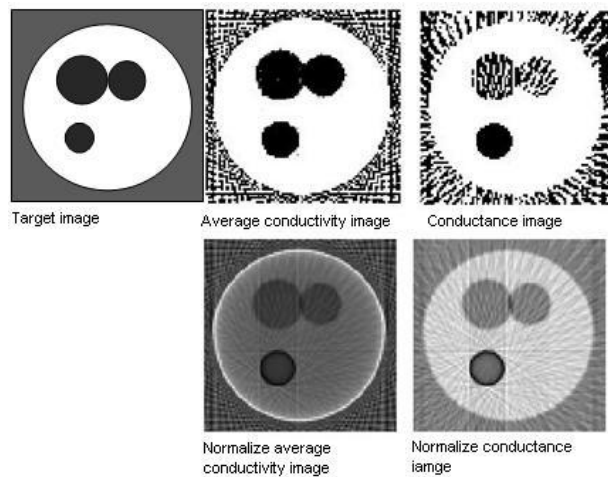 Target image
Average conductivity image
Conductance image
Normalize average
conductivity image
Normalize conductance
iamge